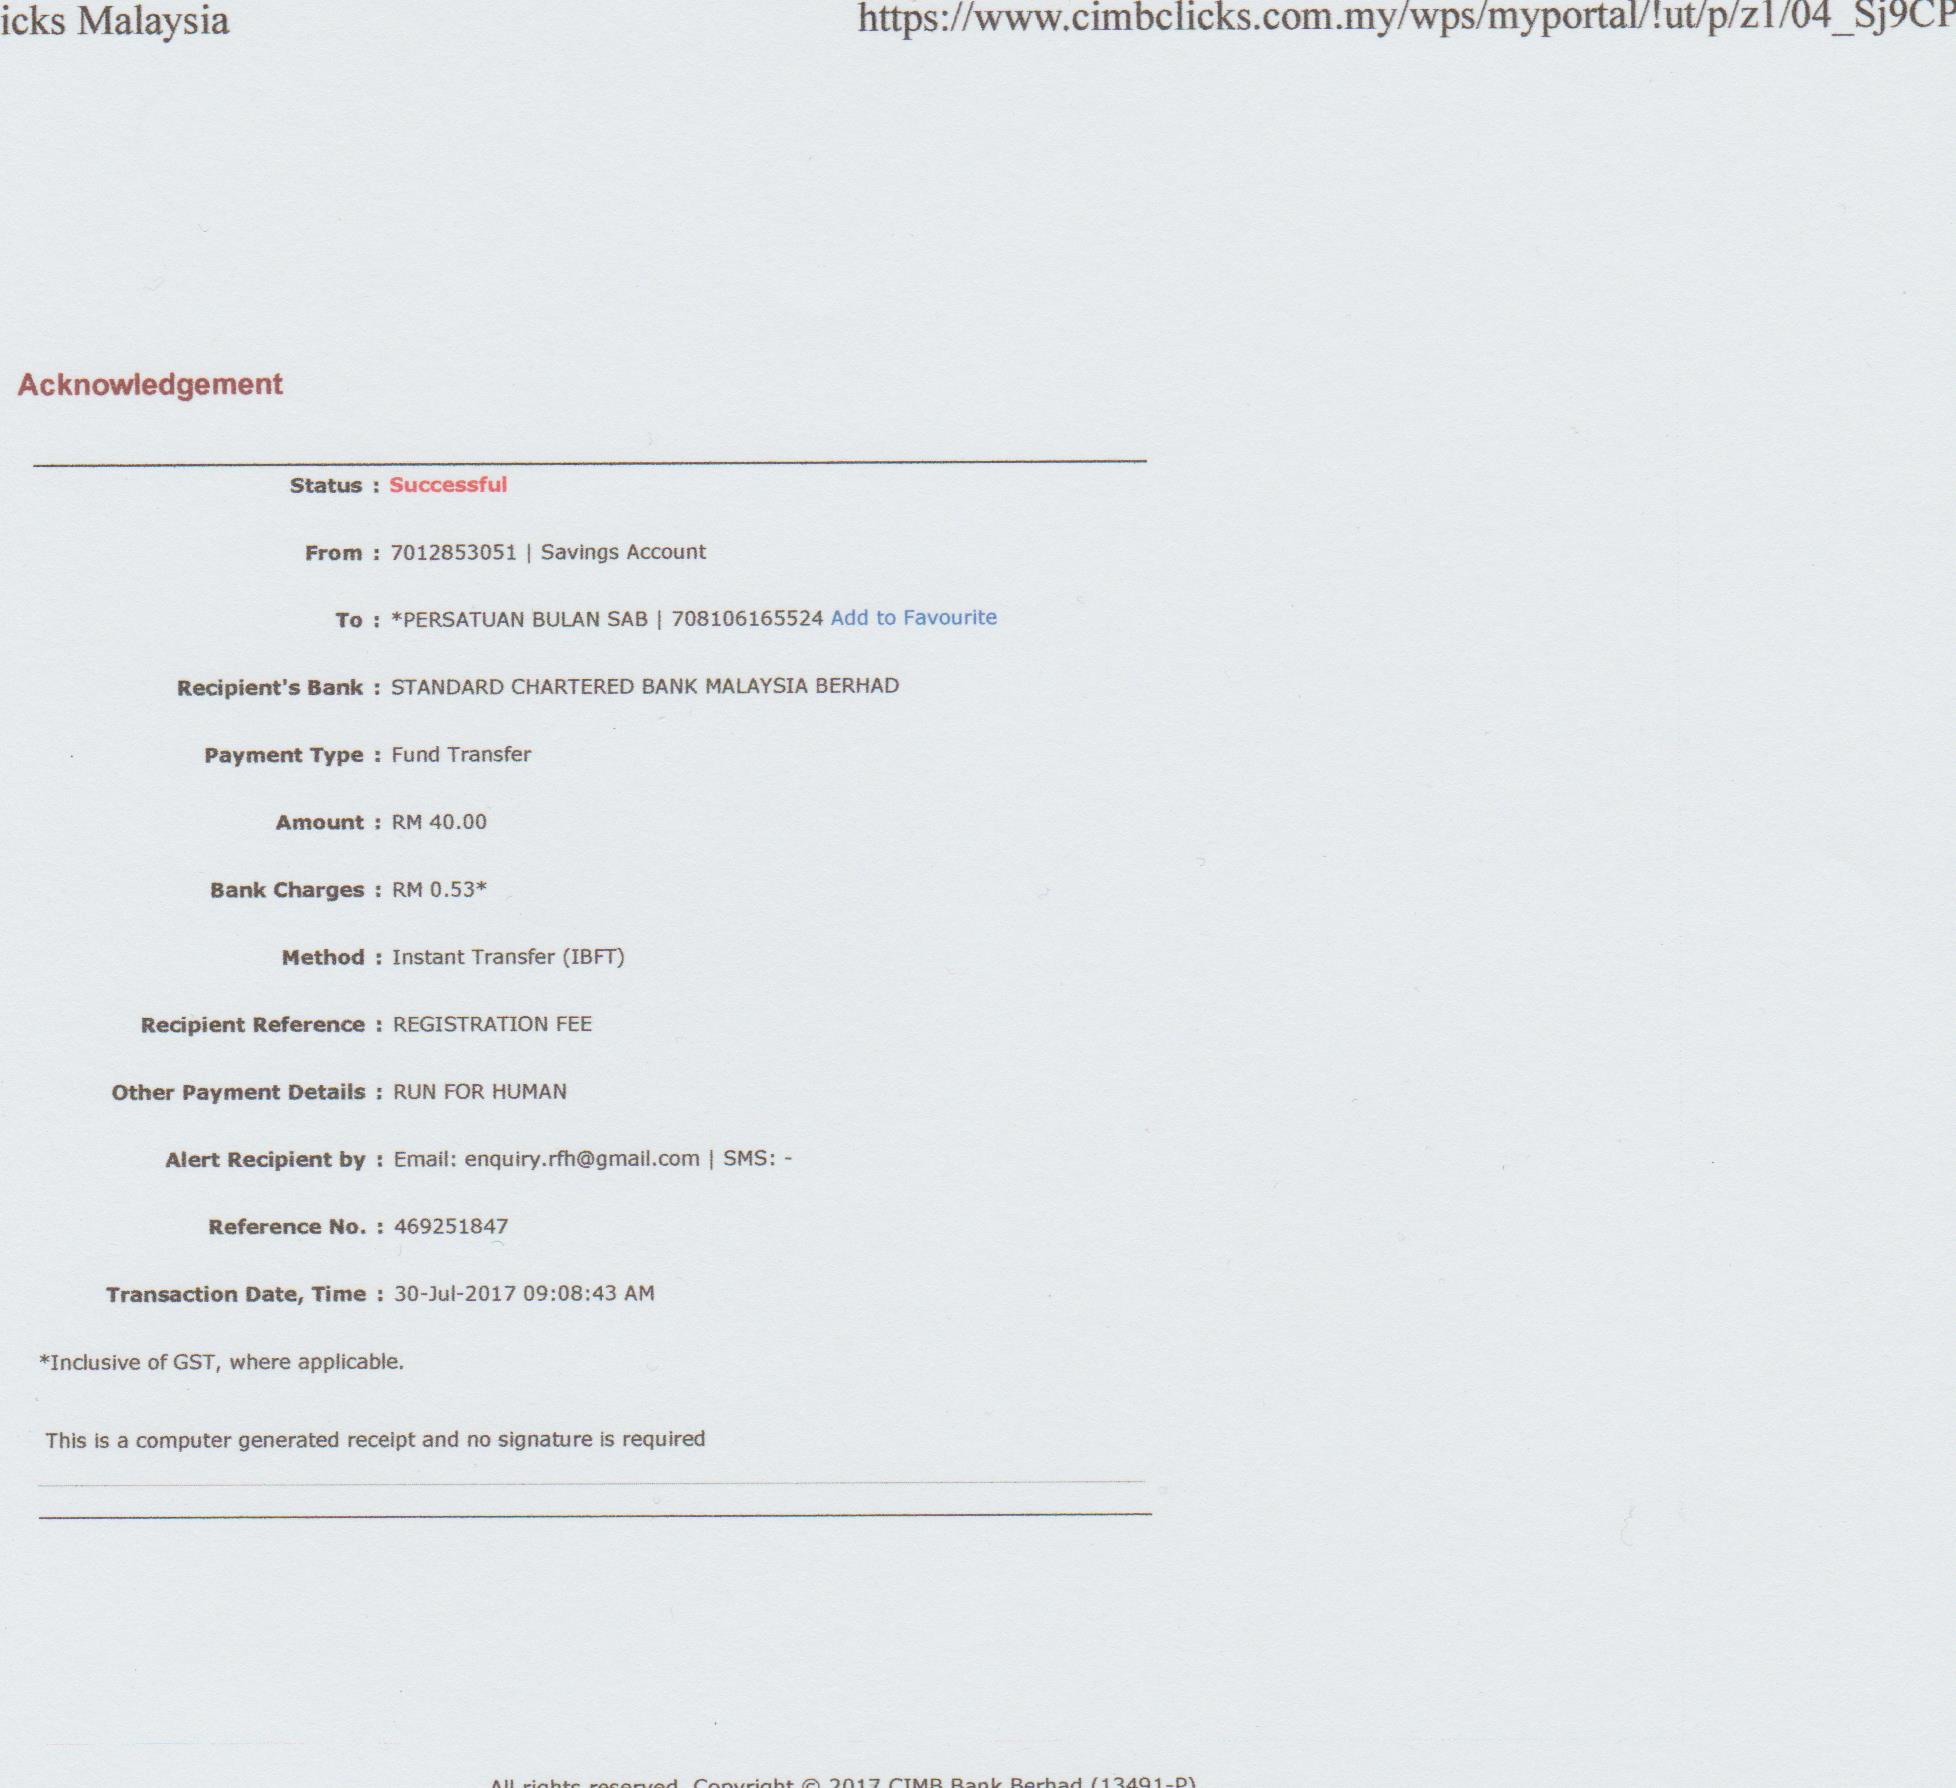 icks Malaysia https://www.cimbclicks.com.my/wps/myportal/!ut/p/z1/04_Sj9CP
Acknowledgement
Status : Successful
From : 7012853051 | Savings Account
To : *PERSATUAN BULAN SAB | 708106165524 Add to Favourite
Recipient's Bank : STANDARD CHARTERED BANK MALAYSIA BERHAD
Payment Type : Fund Transfer
Amount : RM 40.00
Bank Charges : RM 0.53*
Method : Instant Transfer (IBFT)
Recipient Reference : REGISTRATION FEE
Other Payment Details : RUN FOR HUMAN
Alert Recipient by : Email: enquiry.rfh@gmail.com | SMS: -
Reference No. : 469251847
Transaction Date, Time : 30-Jul-2017 09:08:43 AM
*Inclusive of GST, where applicable.
This is a computer generated receipt and no signature is required
All rights reserved. Copyright © 2017 CIMB Bank Berhad (13491-P)